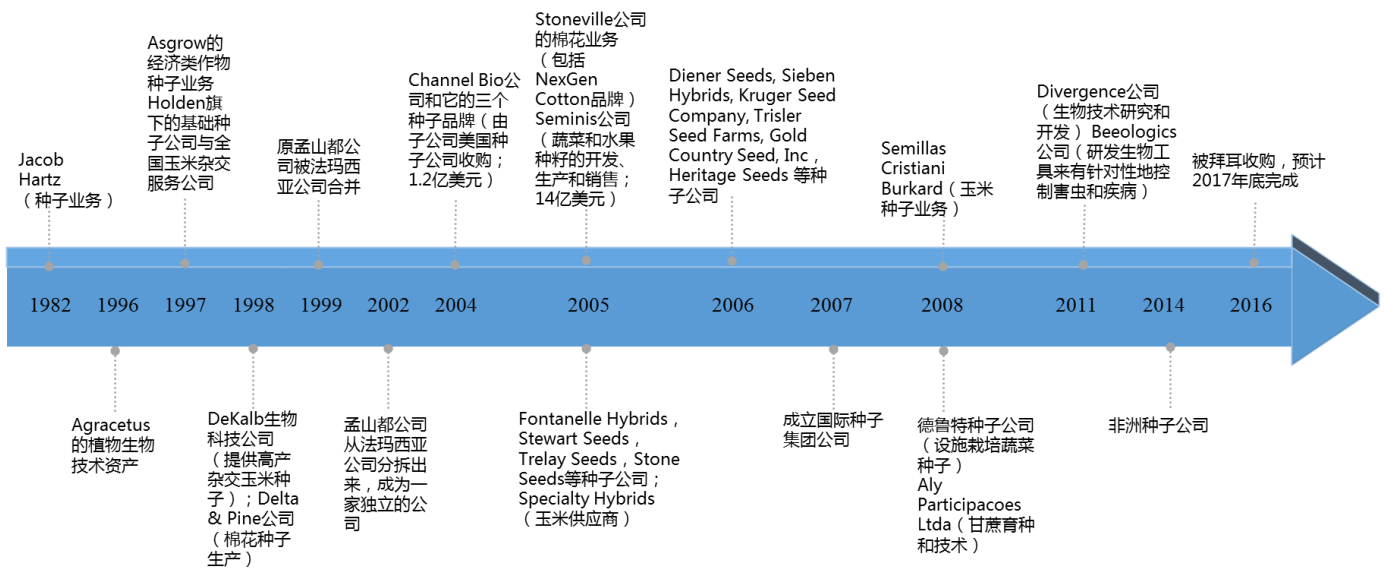 Jacob
Hartz
（种子业务）
Asgrow的
经济类作物
种子业务
Holden旗
下的基础种
子公司与全
国玉米杂交
服务公司
原孟山都公
司被法玛西
亚公司合并
Channel Bio公
司和它的三个
种子品牌（由
子公司美国种
子公司收购；
1.2亿美元）
Stoneville公司
的棉花业务
（包括
NexGen
Cotton品牌）
Seminis公司
（蔬菜和水果
种籽的开发、
生产和销售；
14亿美元）
Diener Seeds, Sieben
Hybrids, Kruger Seed
Company, Trisler
Seed Farms, Gold
Country Seed, Inc，
Heritage Seeds 等种
子公司
Semillas
Cristiani
Burkard（玉米
种子业务）
Divergence公司
（生物技术研究和
开发） Beeologics
公司（研发生物工
具来有针对性地控
制害虫和疾病）
被拜耳收购，预计
2017年底完成
1982 1996 1997 1998 1999 2002 2004 2005 2006 2007 2008 2011 2014 2016
Agracetus
的植物生物
技术资产
DeKalb生物
科技公司
（提供高产
杂交玉米种
子）；Delta
& Pine公司
（棉花种子
生产）
孟山都公司
从法玛西亚
公司分拆出
来，成为一
家独立的公
司
Fontanelle Hybrids，
Stewart Seeds，
Trelay Seeds，Stone
Seeds等种子公司；
Specialty Hybrids
（玉米供应商）
成立国际种子
集团公司
德鲁特种子公司
（设施栽培蔬菜
种子）
Aly
Participacoes
Ltda（甘蔗育种
和技术）
非洲种子公司